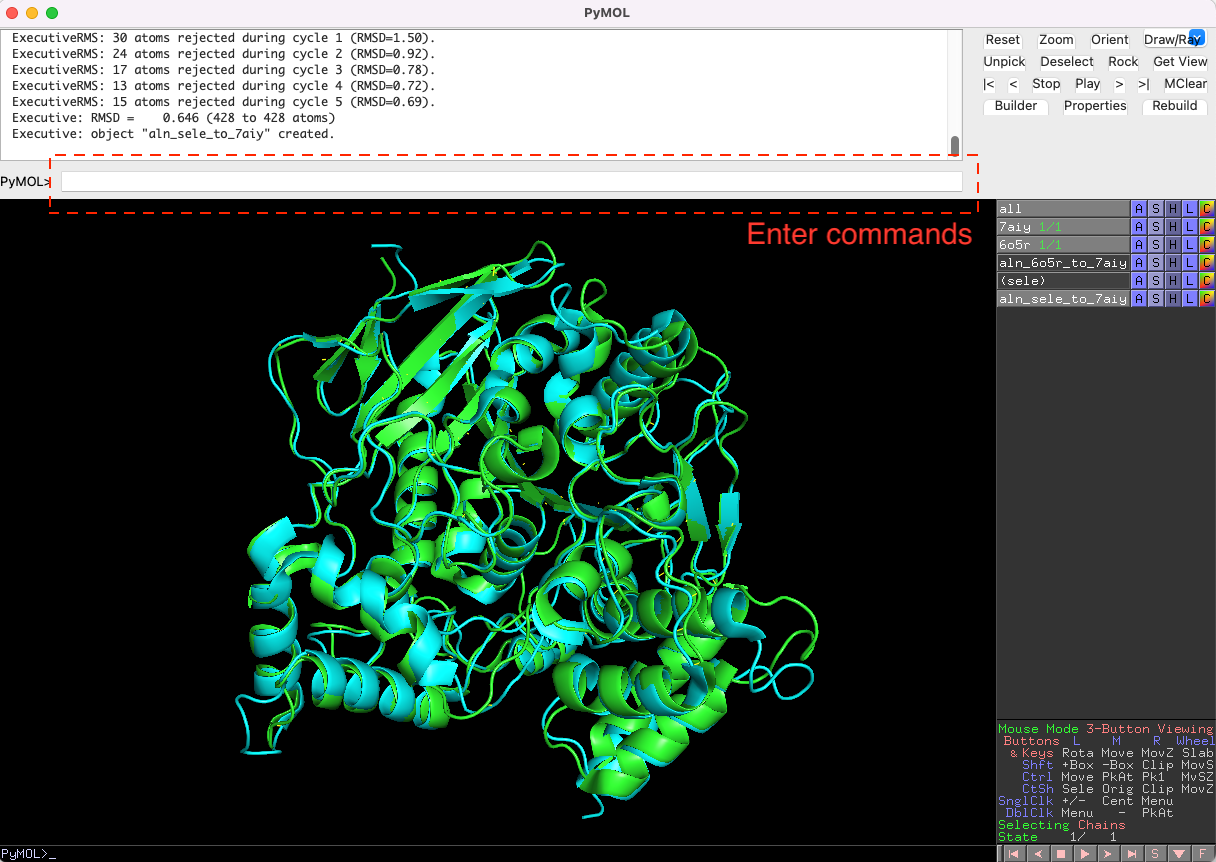 PyMOL
ExecutiveRMS: 30 atoms rejected during cycle 1 (RMSD=1.50).
ExecutiveRMS: 24 atoms rejected during cycle 2 (RMSD=0.92).
ExecutiveRMS: 17 atoms rejected during cycle 3 (RMSD=0.78).
ExecutiveRMS: 13 atoms rejected during cycle 4 (RMSD=0.72).
ExecutiveRMS: 15 atoms rejected during cycle 5 (RMSD=0.69).
Executive: RMSD =    0.646 (428 to 428 atoms)
Executive: object "aln_sele_to_7aiy" created.
Reset Zoom Orient Draw/Ray
Unpick Deselect Rock Get View
|< < Stop Play > >| MClear
Builder Properties Rebuild
PyMOL>
Enter commands
all A S H L C
7aiy 1/1 A S H L C
6o5r 1/1 A S H L C
aln_6o5r_to_7aiy A S H L C
(sele) A S H L C
aln_sele_to_7aiy A S H L C
Mouse Mode 3-Button Viewing
Buttons L M R Wheel
& Keys Rota Move MovZ Slab
Shft +Box -Box Clip MovS
Ctrl Move PkAt Pk1 MvSZ
CtSh Sele Orig Clip MovZ
SnglClk +/- Cent Menu
DblClk Menu - PkAt
Selecting Chains
State 1/ 1
PyMOL>_
S F